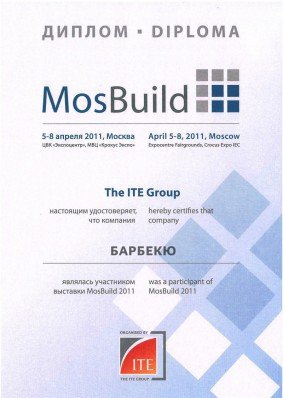 ДИПЛОМ ▪ DIPLOMA
MosBuild
5-8 апреля 2011, Москва
ЦВК «Экспоцентр», МВЦ «Крокус Экспо»
April 5-8, 2011, Moscow
Expocentre Fairgrounds, Crocus Expo IEC
The ITE Group
настоящим удостоверяет,
что компания
hereby certifies that
company
БАРБЕКЮ
являлась участником
выставки MosBuild 2011
was a participant of
MosBuild 2011
ORGANISED BY
ITE
THE ITE GROUP